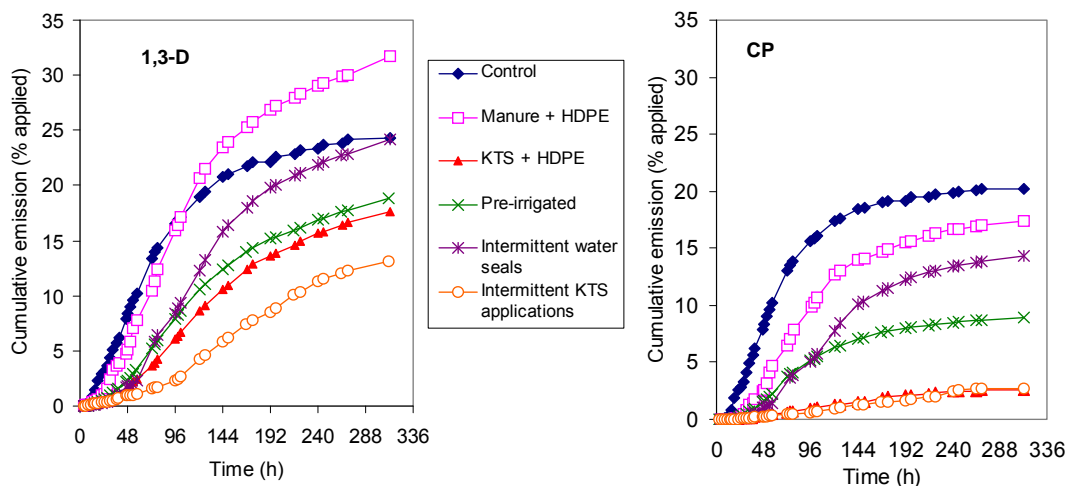 1,3-D
Cumulative emission (% applied)
35
30
25
20
15
10
5
0
0 48 96 144 192 240 288 336
Time (h)
Control
Manure + HDPE
KTS + HDPE
Pre-irrigated
Intermittent water
seals
Intermittent KTS
applications
CP
Cumulative emission (% applied)
35
30
25
20
15
10
5
0
0 48 96 144 192 240 288 336
Time (h)